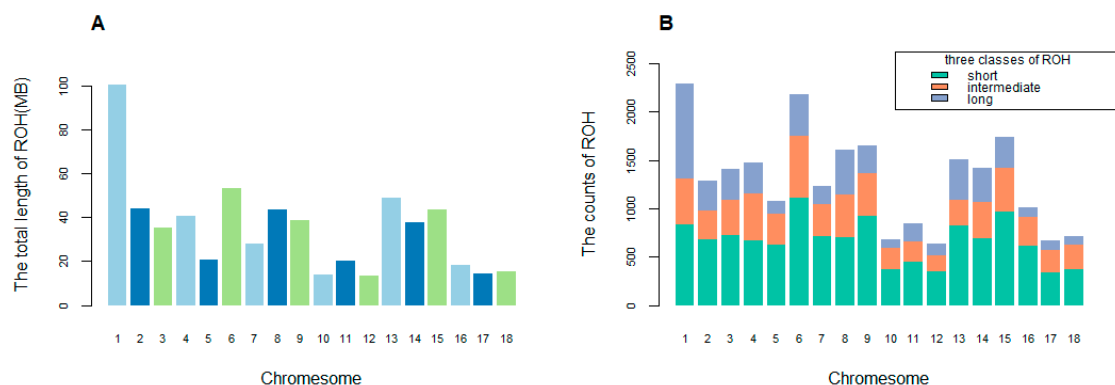 A
The total length of ROH(MB)
100
80
60
40
20
0
1 2 3 4 5 6 7 8 9 10 11 12 13 14 15 16 17 18
Chromesome
B
The counts of ROH
2500
2000
1500
1000
500
0
three classes of ROH
short
intermediate
long
1 2 3 4 5 6 7 8 9 10 11 12 13 14 15 16 17 18
Chromesome